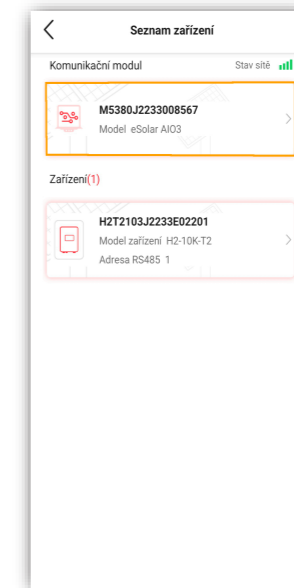 Seznam zařízení
Komunikační modul Stav sítě
M5380J2233008567
Model eSolar AIO3
Zařízení(1)
H2T2103J2233E02201
Model zařízení H2-10K-T2
Adresa RS485 1